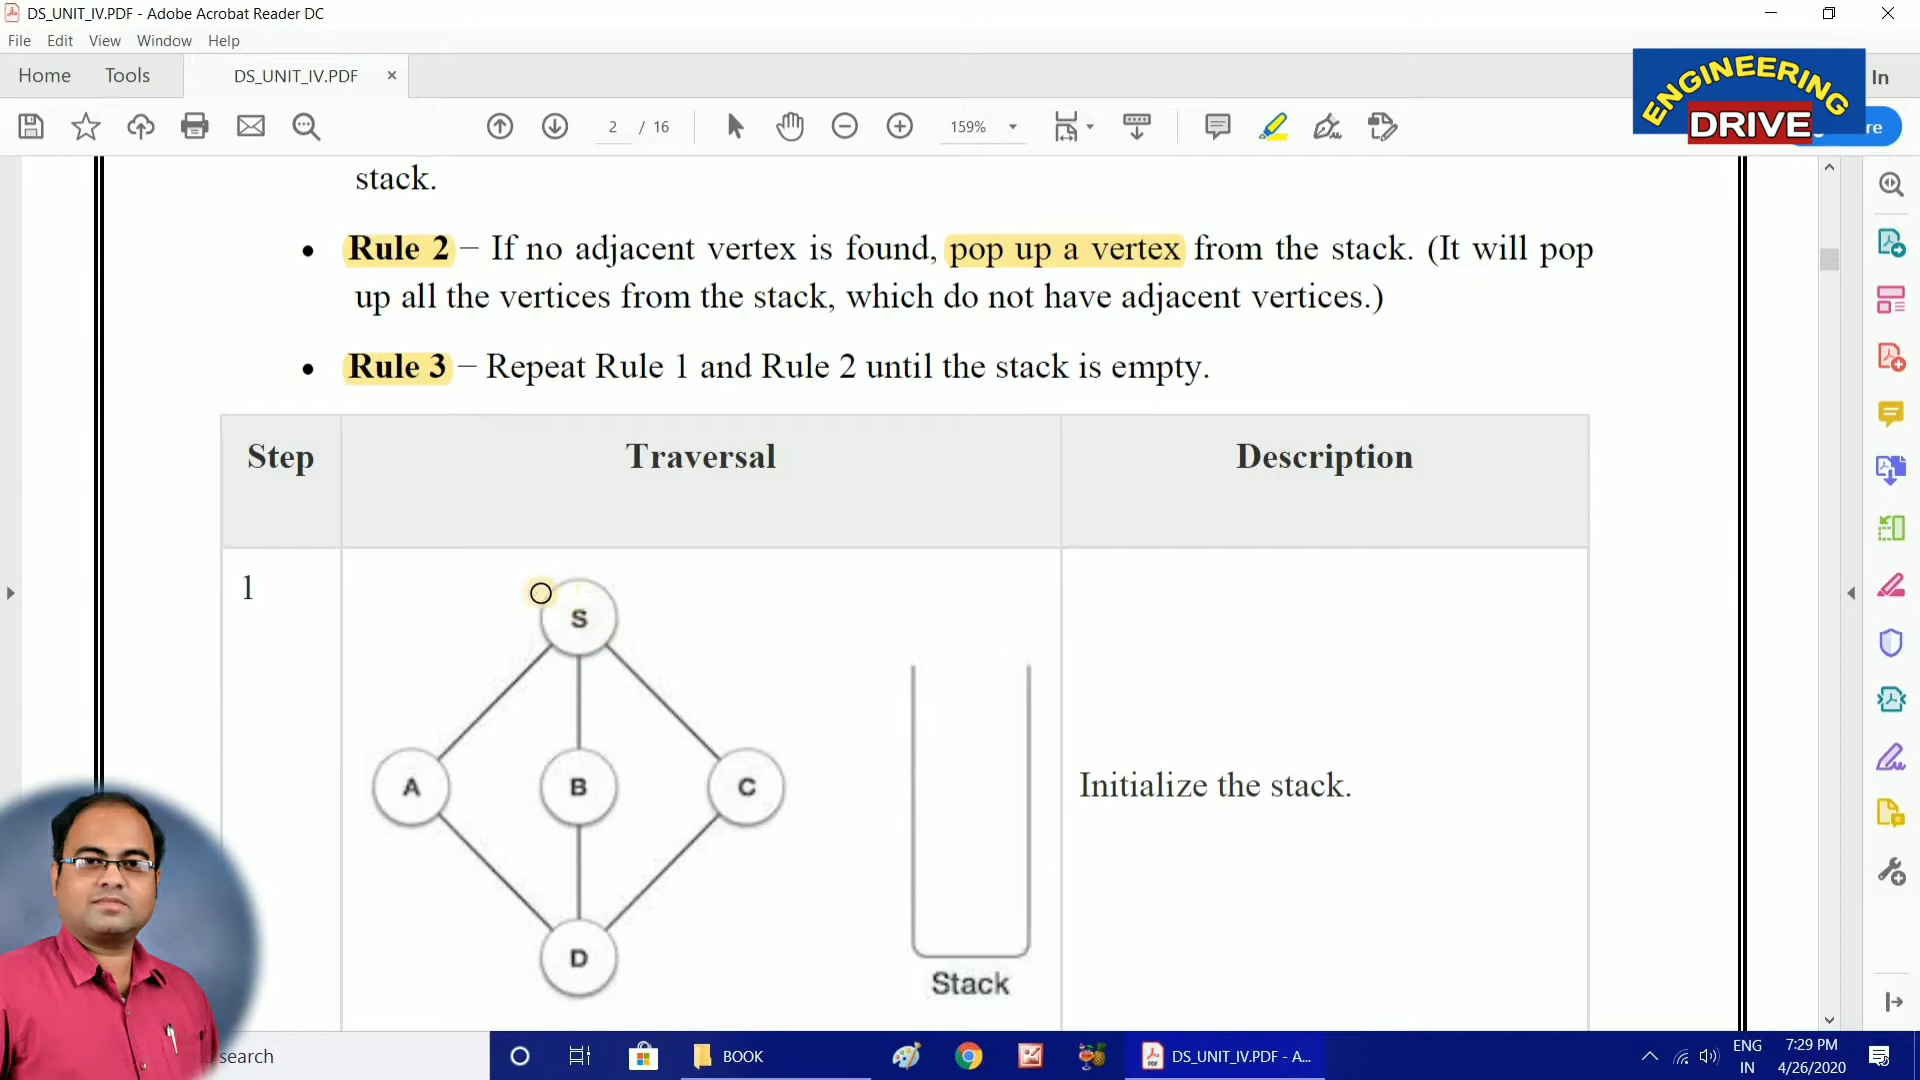 DS_UNIT_IV.PDF - Adobe Acrobat Reader DC
File Edit View Window Help
Home Tools DS_UNIT_IV.PDF × In
ENGINEERING
DRIVE
2 / 16 159% re
stack.
• Rule 2 – If no adjacent vertex is found, pop up a vertex from the stack. (It will pop
up all the vertices from the stack, which do not have adjacent vertices.)
• Rule 3 – Repeat Rule 1 and Rule 2 until the stack is empty.
Step Traversal Description
1
S
A B C
D
Stack
Initialize the stack.
search BOOK DS_UNIT_IV.PDF - A... ENG 7:29 PM
IN 4/26/2020